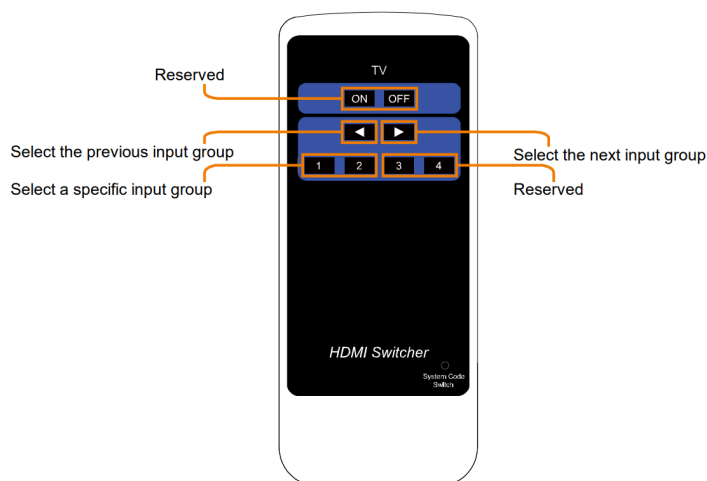 TV
Reserved
ON OFF
Select the previous input group
Select the next input group
Select a specific input group
1 2 3 4
Reserved
HDMI Switcher
System Code
Switch